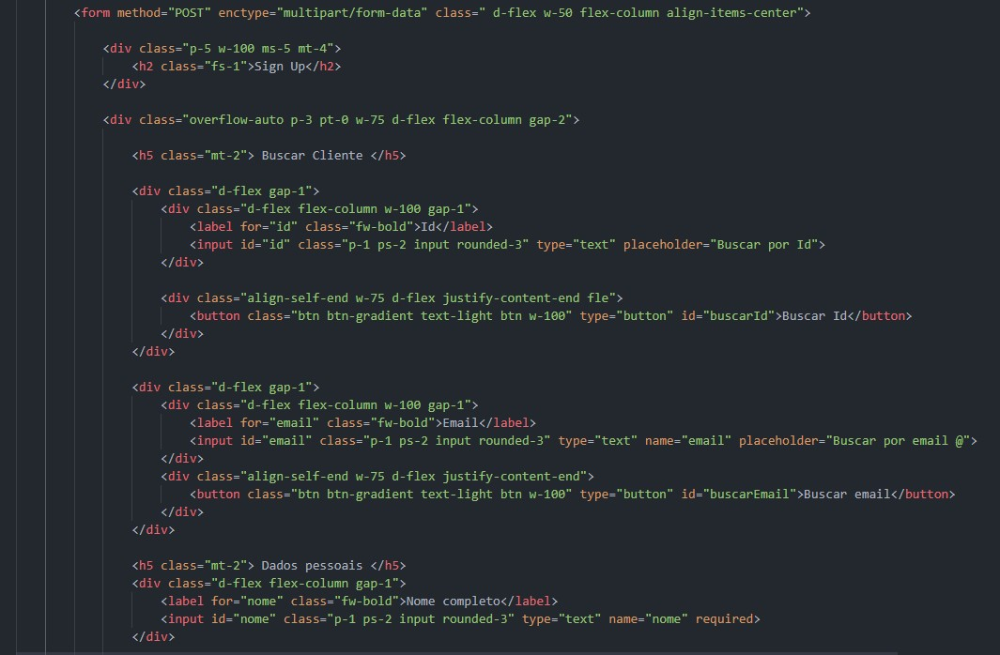 <form method="POST" enctype="multipart/form-data" class=" d-flex w-50 flex-column align-items-center">
<div class="p-5 w-100 ms-5 mt-4">
<h2 class="fs-1">Sign Up</h2>
</div>
<div class="overflow-auto p-3 pt-0 w-75 d-flex flex-column gap-2">
<h5 class="mt-2"> Buscar Cliente </h5>
<div class="d-flex gap-1">
<div class="d-flex flex-column w-100 gap-1">
<label for="id" class="fw-bold">Id</label>
<input id="id" class="p-1 ps-2 input rounded-3" type="text" placeholder="Buscar por Id">
</div>
<div class="align-self-end w-75 d-flex justify-content-end fle">
<button class="btn btn-gradient text-light btn w-100" type="button" id="buscarId">Buscar Id</button>
</div>
</div>
<div class="d-flex gap-1">
<div class="d-flex flex-column w-100 gap-1">
<label for="email" class="fw-bold">Email</label>
<input id="email" class="p-1 ps-2 input rounded-3" type="text" name="email" placeholder="Buscar por email @">
</div>
<div class="align-self-end w-75 d-flex justify-content-end">
<button class="btn btn-gradient text-light btn w-100" type="button" id="buscarEmail">Buscar email</button>
</div>
</div>
<h5 class="mt-2"> Dados pessoais </h5>
<div class="d-flex flex-column gap-1">
<label for="nome" class="fw-bold">Nome completo</label>
<input id="nome" class="p-1 ps-2 input rounded-3" type="text" name="nome" required>
</div>